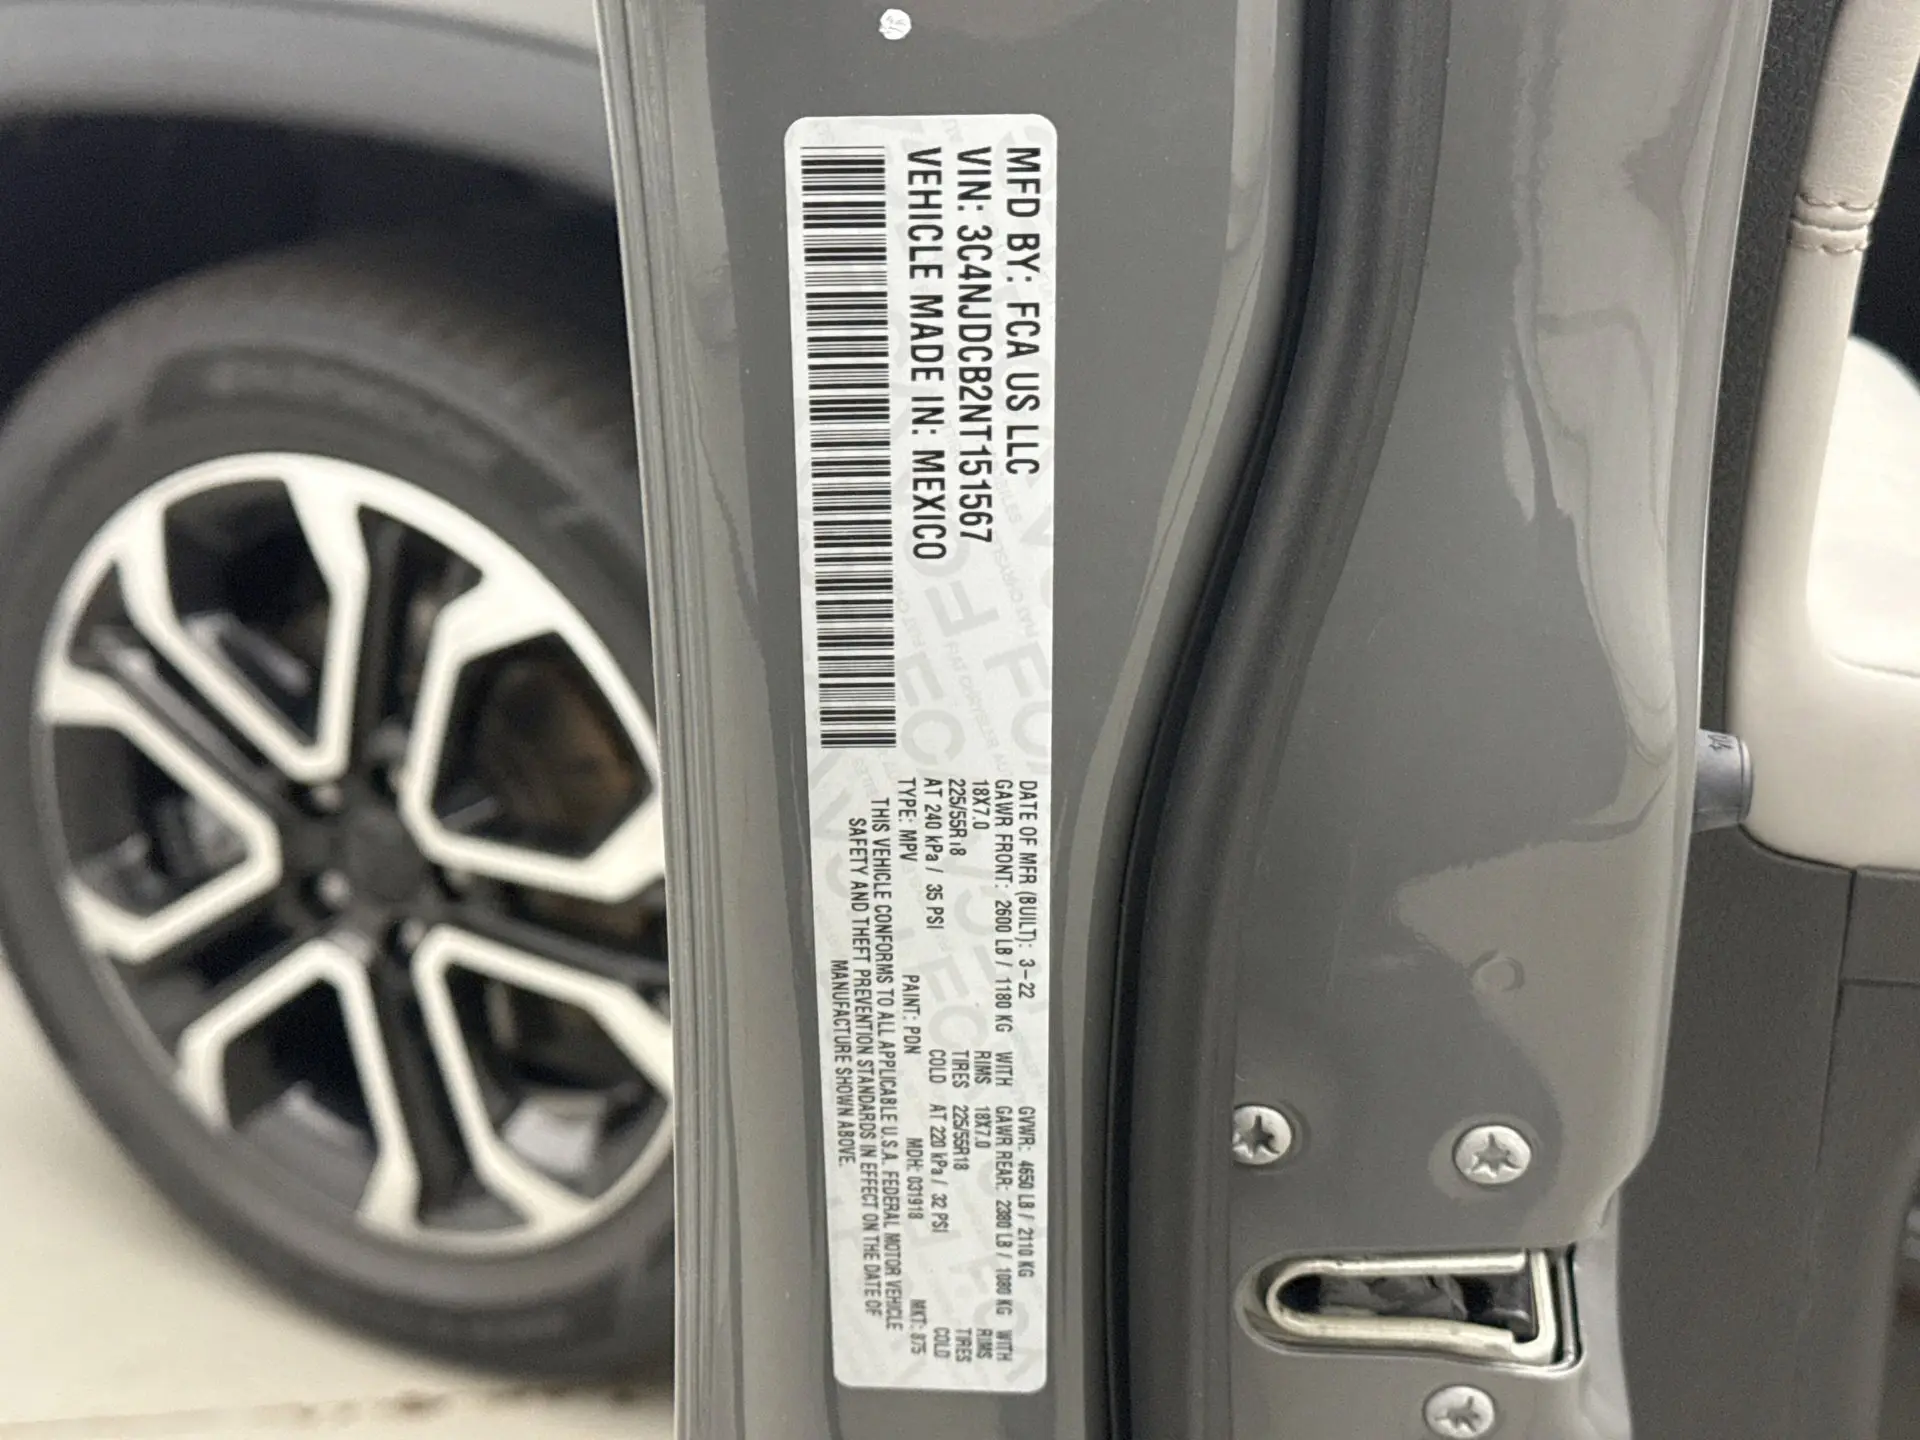 MFD BY: FCA US LLC
VIN: 3C4NJDCB2NT151567
VEHICLE MADE IN: MEXICO
DATE OF MFR (BUILT): 3-22 GVWR: 4650 LB / 2110 KG
GAWR FRONT: 2600 LB / 1180 KG WITH GAWR REAR: 2380 LB / 1080 KG WITH
18X7.0 RIMS 18X7.0 RIMS
225/55R18 TIRES 225/55R18 TIRES
AT 240 kPa / 35 PSI COLD AT 220 kPa / 32 PSI COLD
TYPE: MPV PAINT: PDN MDH: 031918 MKT: 875
THIS VEHICLE CONFORMS TO ALL APPLICABLE U.S.A. FEDERAL MOTOR VEHICLE
SAFETY AND THEFT PREVENTION STANDARDS IN EFFECT ON THE DATE OF
MANUFACTURE SHOWN ABOVE.